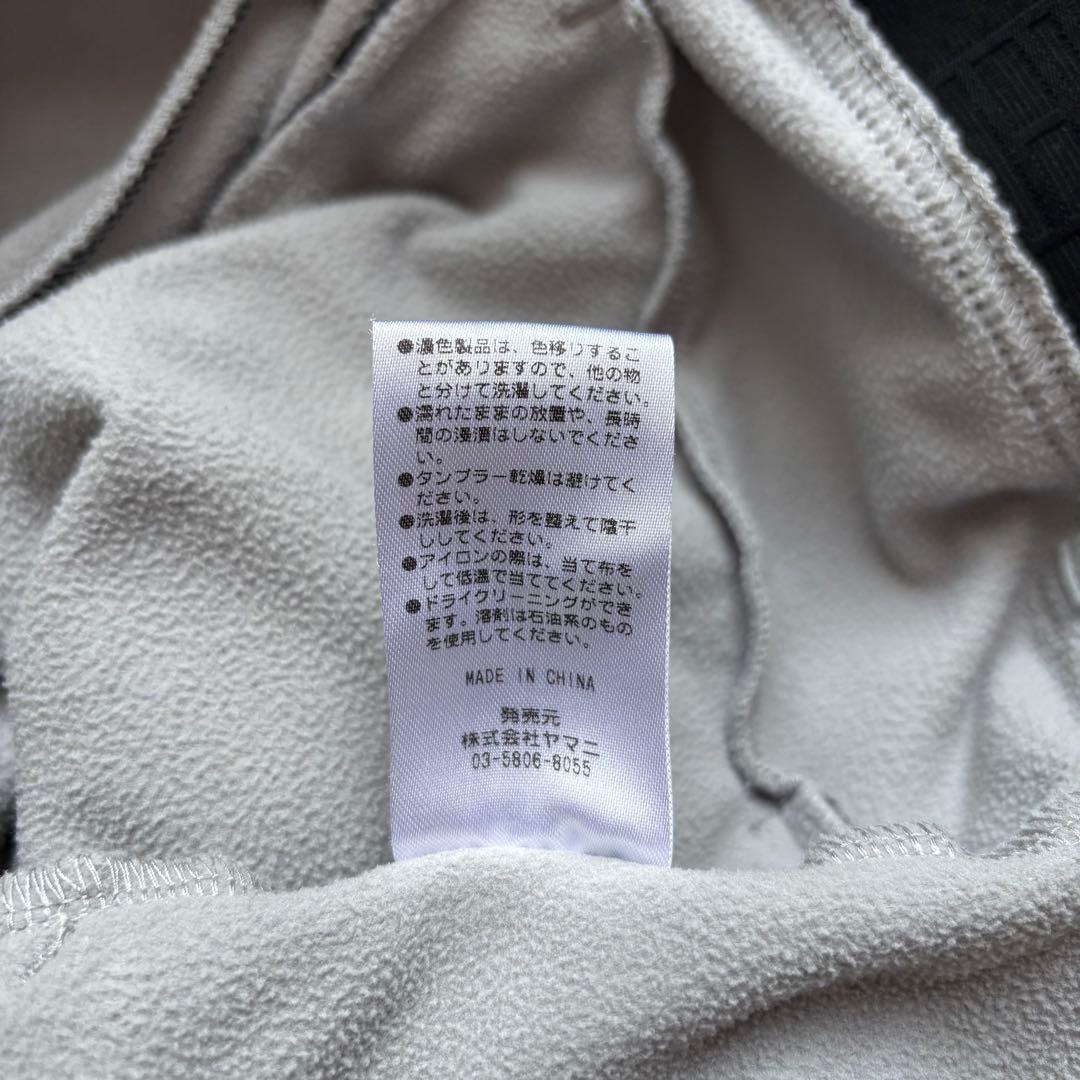 ●濃色製品は、色移りするこ
とがありますので、他の物
と分けて洗濯してください。
●濡れたままの放置や、長時
間の浸漬はしないでくださ
い。
●タンブラー乾燥は避けてく
ださい。
●洗濯後は、形を整えて陰干
ししてください。
●アイロンの際は、当て布を
して低温で当ててください。
●ドライクリーニングができ
ます。溶剤は石油系のもの
を使用してください。
MADE IN CHINA
発売元
株式会社ヤマニ
03-5806-8055